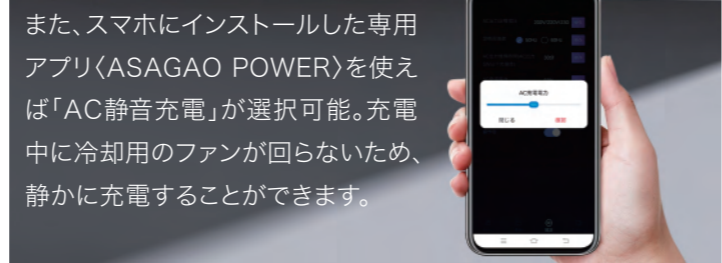 また、スマホにインストールした専用
アプリ〈ASAGAO POWER〉を使え
ば「AC静音充電」が選択可能。充電
中に冷却用のファンが回らないため、
静かに充電することができます。
AC充電電力
閉じる